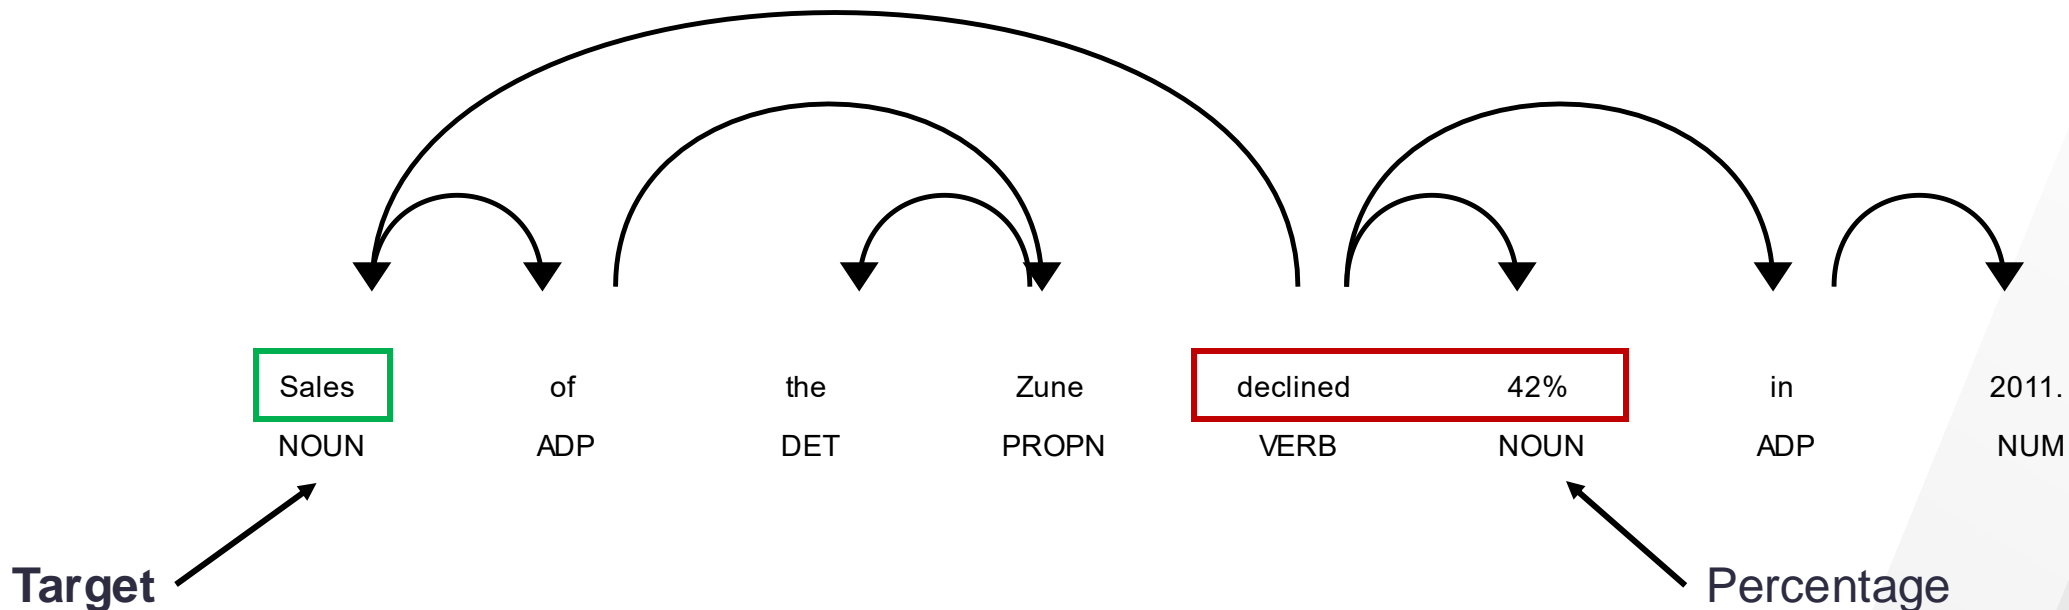 Sales of the Zune declined 42% in 2011.
NOUN ADP DET PROPN VERB NOUN ADP NUM
Target Percentage